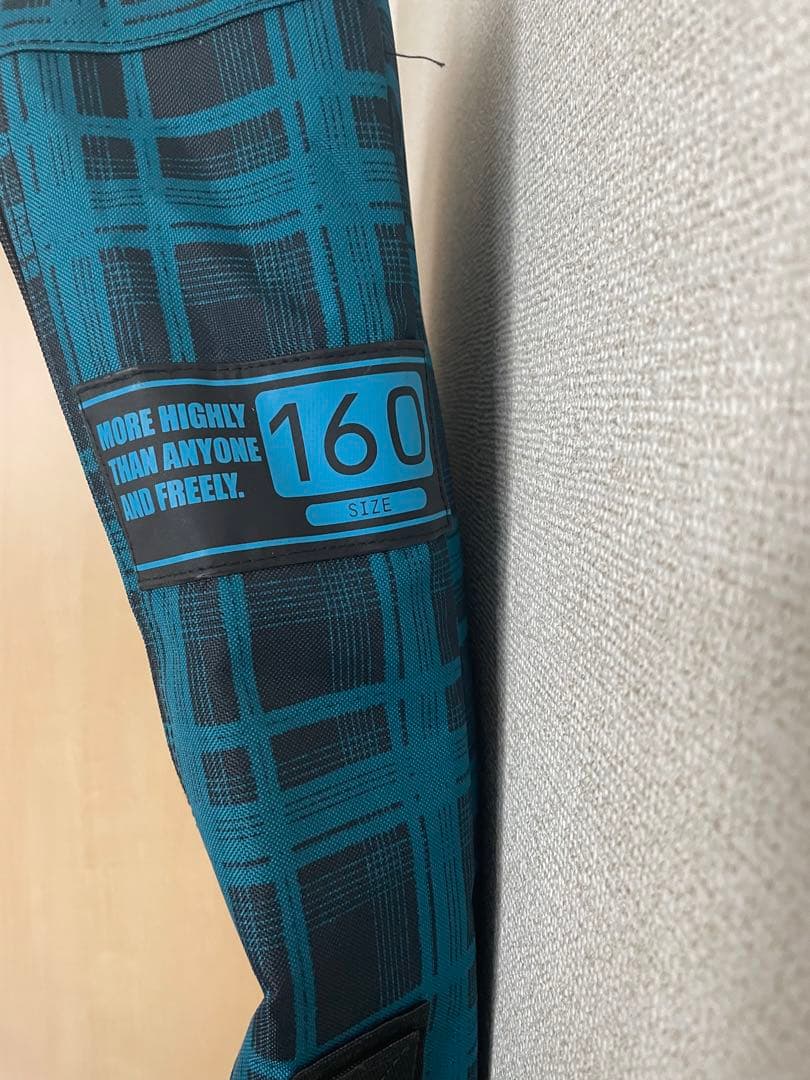 MORE HIGHLY
THAN ANYONE
AND FREELY.
160
SIZE